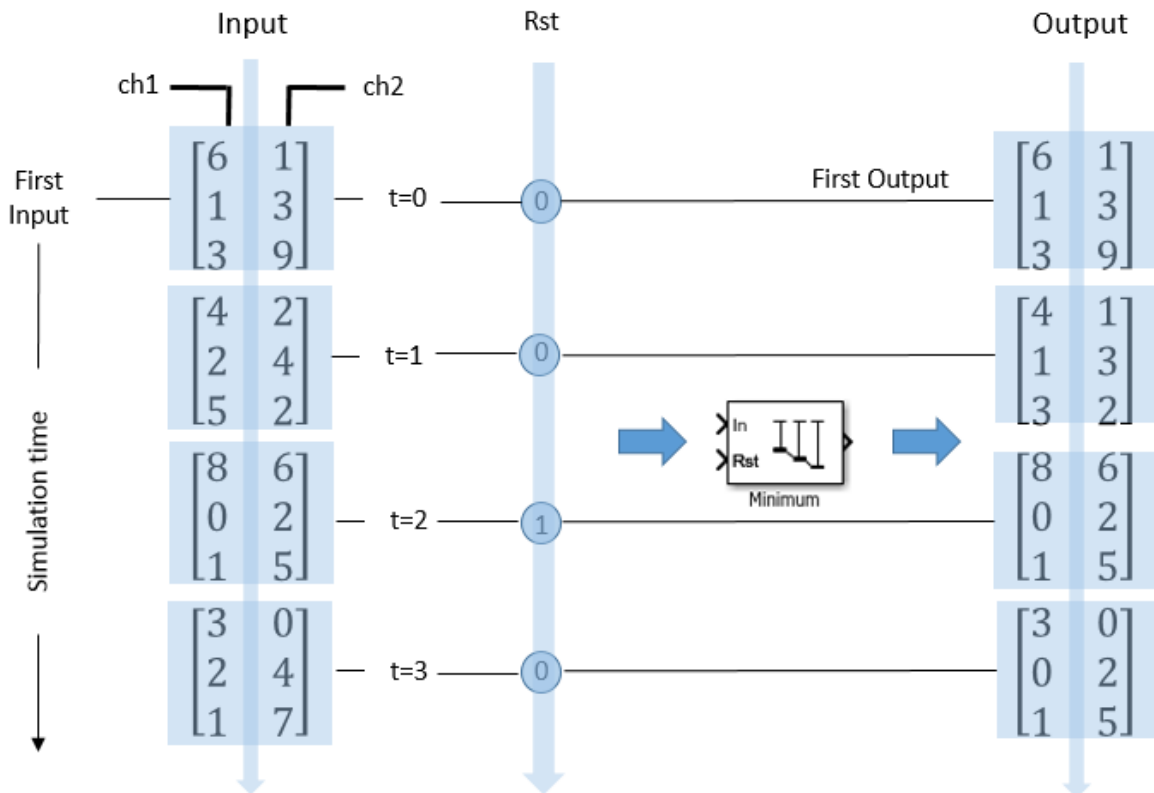 Input
Rst
Output
ch1
ch2
First
Input
6 1
1 3
3 9
t=0
0
First Output
6 1
1 3
3 9
4 2
2 4
5 2
t=1
0
4 1
1 3
3 2
Simulation time
In
Rst
Minimum
8 6
0 2
1 5
t=2
1
8 6
0 2
1 5
3 0
2 4
1 7
t=3
0
3 0
0 2
1 5